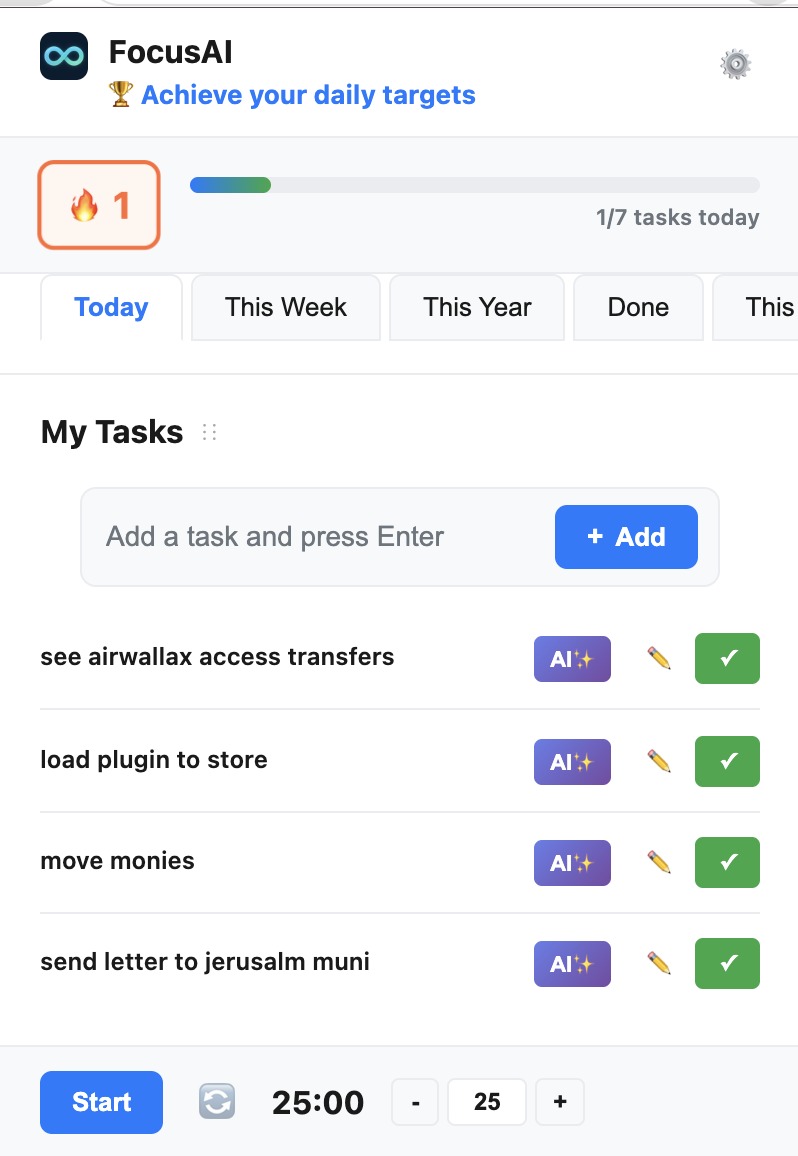 FocusAI
🏆 Achieve your daily targets
🔥 1
1/7 tasks today
Today This Week This Year Done This
My Tasks
Add a task and press Enter + Add
see airwallax access transfers AI✨ ✓
load plugin to store AI✨ ✓
move monies AI✨ ✓
send letter to jerusalm muni AI✨ ✓
Start 25:00 - 25 +